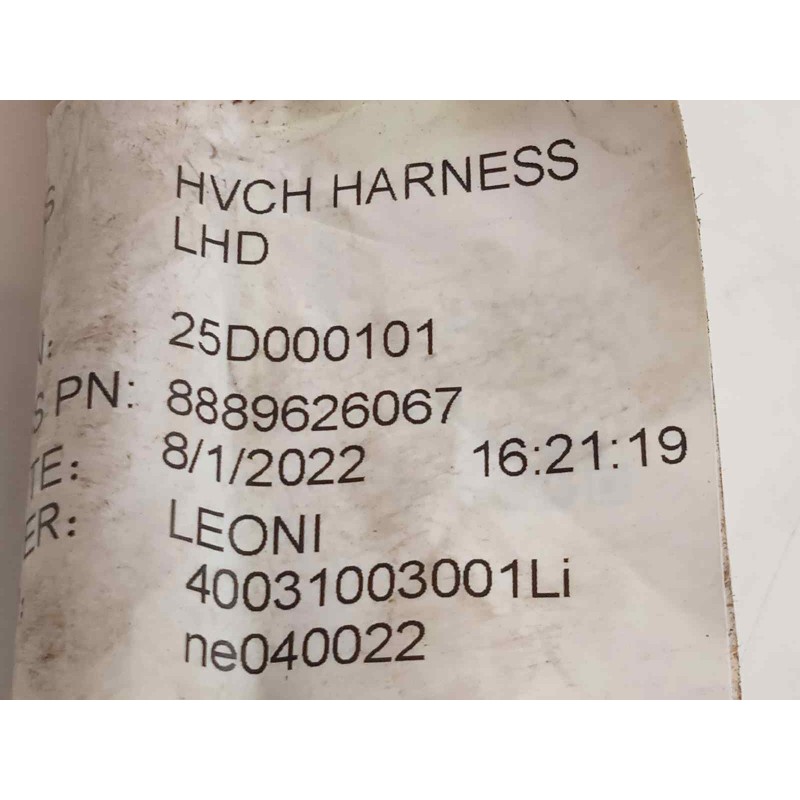 S HVCH HARNESS
LHD
N: 25D000101
S PN: 8889626067
TE: 8/1/2022 16:21:19
ER: LEONI
: 40031003001Li
ne040022